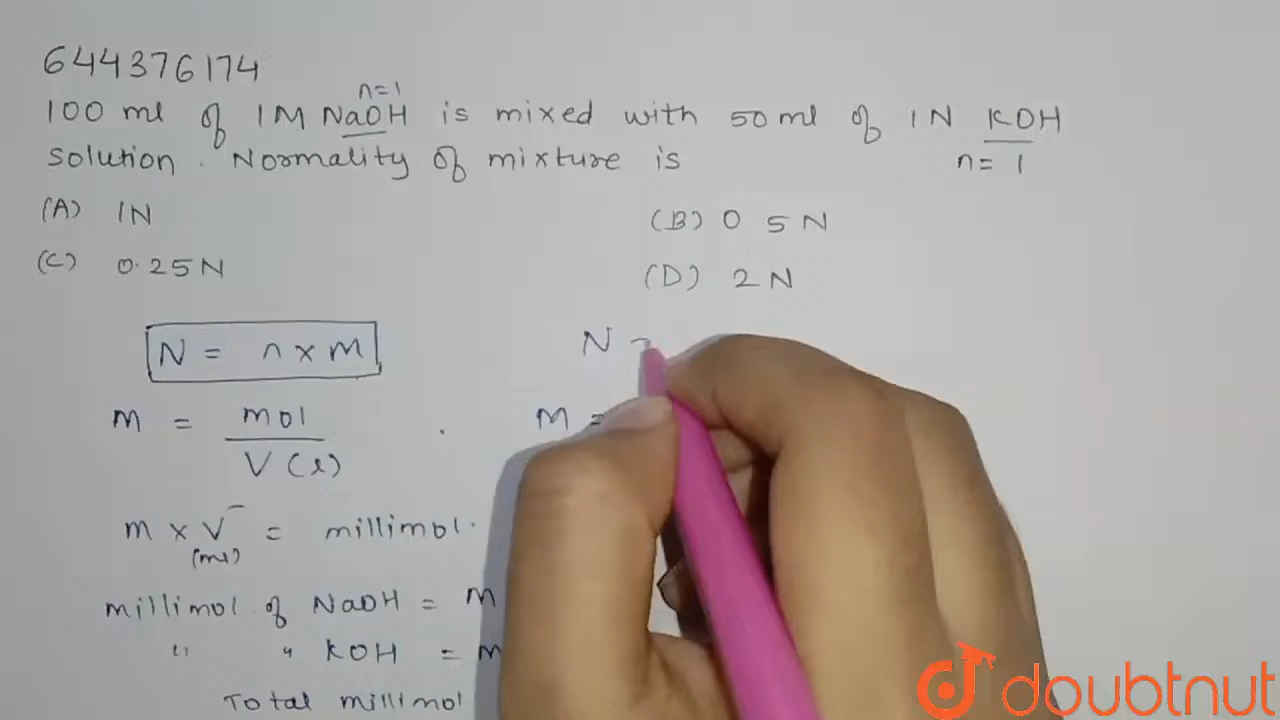 644376174
n=1
100 ml of 1M NaOH is mixed with 50 ml of 1N KOH
n= 1
solution. Normality of mixture is
(A) 1N
(B) 0 5 N
(C) 0.25N
(D) 2 N
N = n x M
N =
M = mol / V(l)
M =
m x V = millimol.
(ml)
millimol of NaOH = M
" " KOH = M
Total millimol
doubtnut